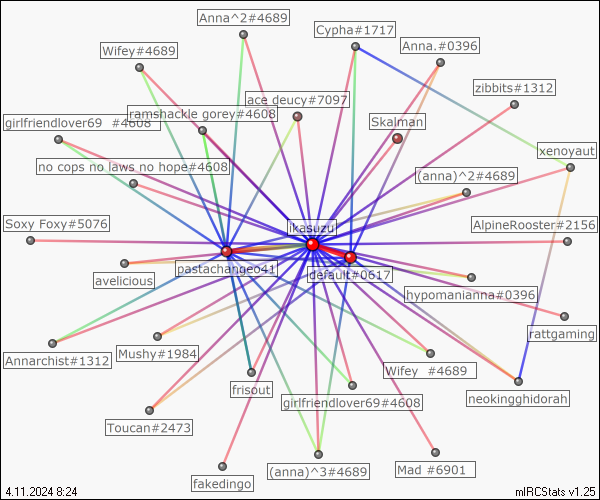 Anna^2#4689
Cypha#1717
Wifey#4689
Anna.#0396
zibbits#1312
ace deucy#7097
ramshackle gorey#4608
girlfriendlover69 #4608
Skalman
xenoyaut
no cops no laws no hope#4608
(anna)^2#4689
Soxy Foxy#5076
ikasuzu
AlpineRooster#2156
pastachange041
default#0617
avelicious
hypomanianna#0396
rattgaming
Annarchist#1312
Mushy#1984
Wifey #4689
frisout
girlfriendlover69#4608
neokingghidorah
Toucan#2473
(anna)^3#4689
Mad #6901
fakedingo
4.11.2024 8:24
mIRCStats v1.25